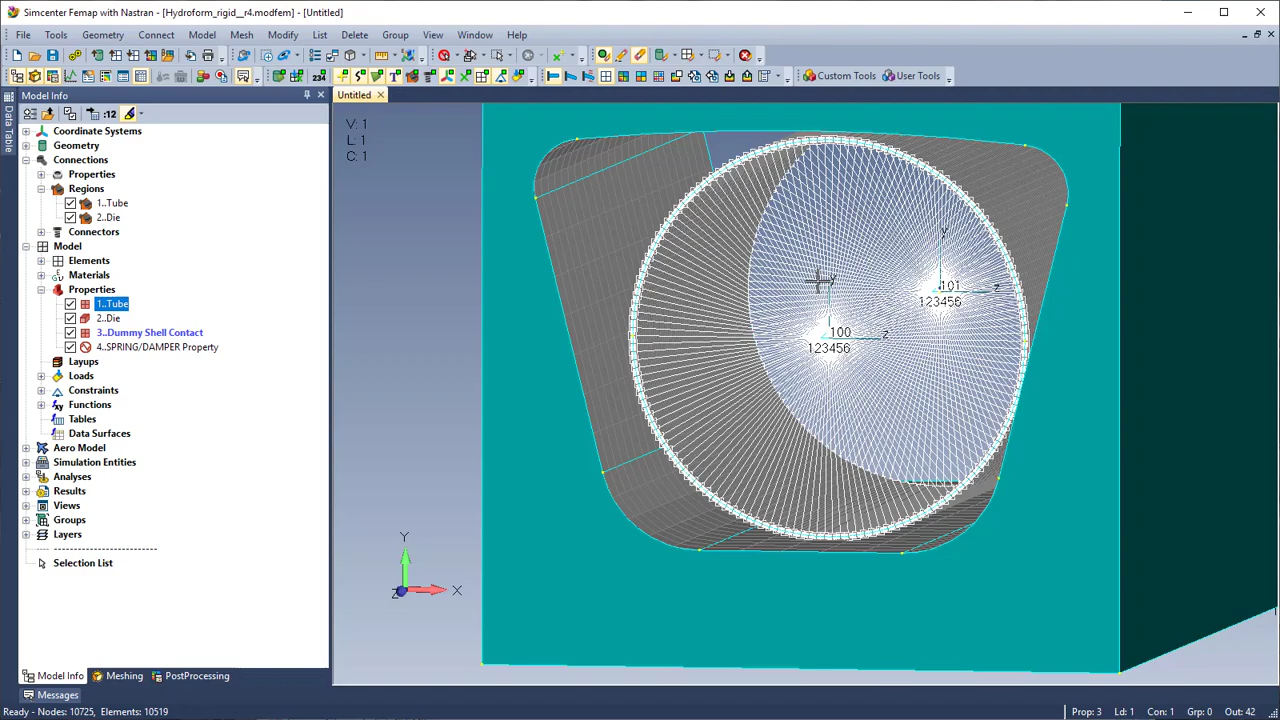 Simcenter Femap with Nastran - [Hydroform_rigid__r4.modfem] - [Untitled]
File Tools Geometry Connect Model Mesh Modify List Delete Group View Window Help
Custom Tools User Tools
Model Info
Untitled
Data Table
:12
Coordinate Systems
Geometry
Connections
Properties
Regions
1..Tube
2..Die
Connectors
Model
Elements
Materials
Properties
1..Tube
2..Die
3..Dummy Shell Contact
4..SPRING/DAMPER Property
Layups
Loads
Constraints
Functions
Tables
Data Surfaces
Aero Model
Simulation Entities
Analyses
Results
Views
Groups
Layers
Selection List
V: 1
L: 1
C: 1
y
101
z
123456
100
z
123456
Y
X
Z
Model Info Meshing PostProcessing
Messages
Ready - Nodes: 10725, Elements: 10519 Prop: 3 Ld: 1 Con: 1 Grp: 0 Out: 42